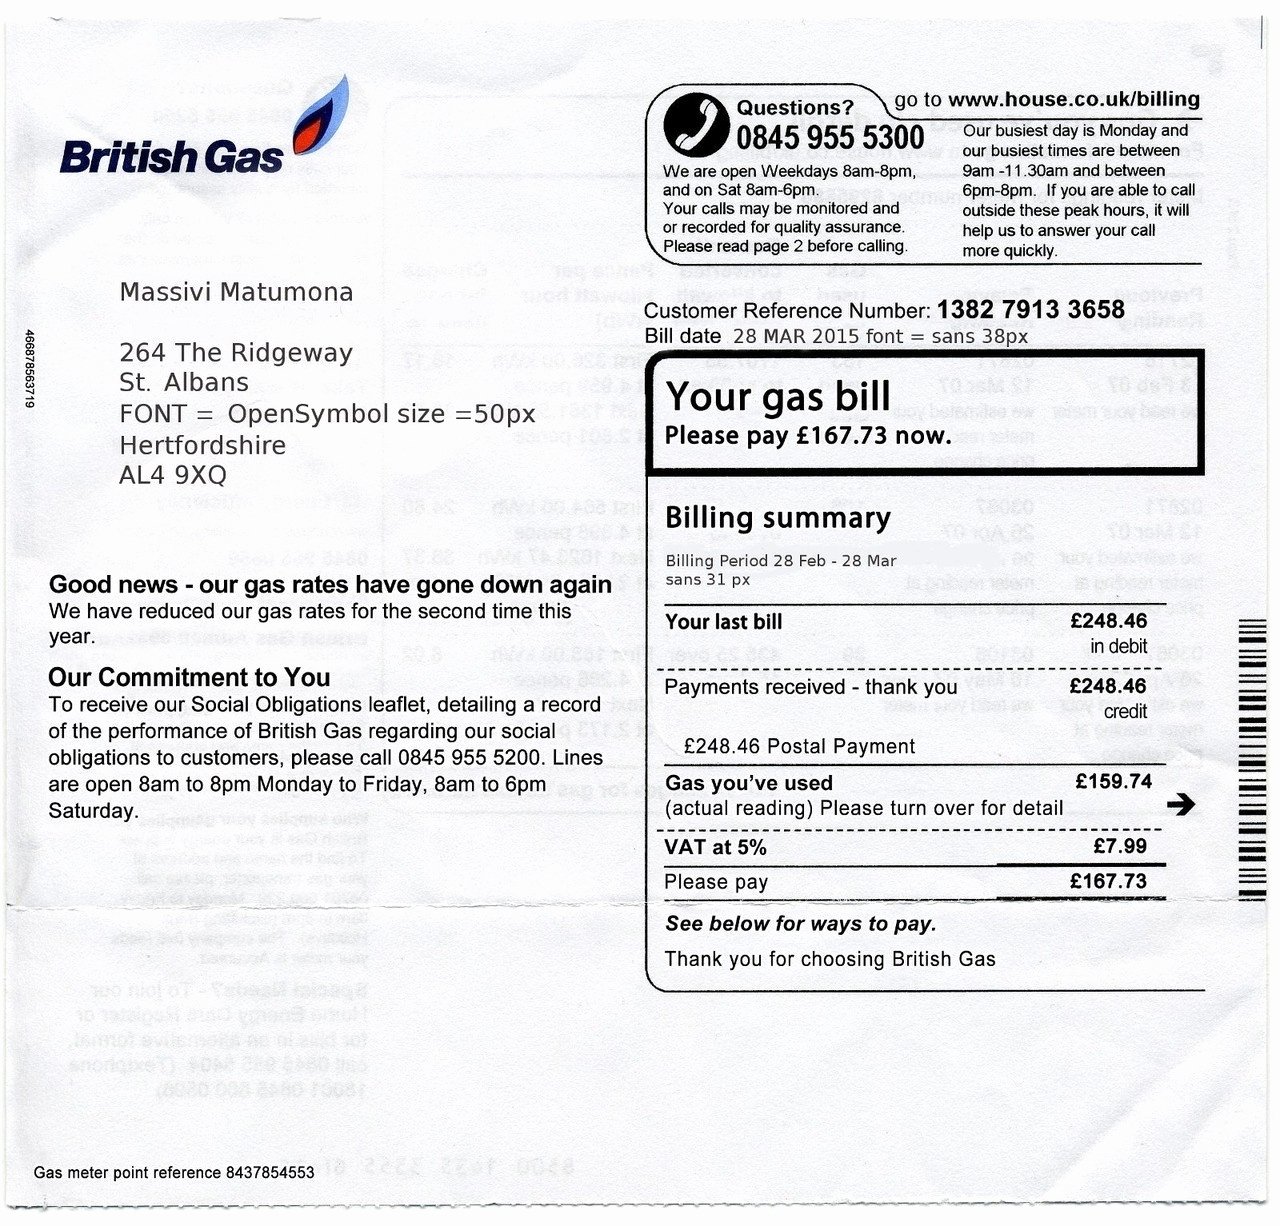 British Gas
Questions?
0845 955 5300
We are open Weekdays 8am-8pm,
and on Sat 8am-6pm.
Your calls may be monitored and
or recorded for quality assurance.
Please read page 2 before calling.
go to www.house.co.uk/billing
Our busiest day is Monday and
our busiest times are between
9am -11.30am and between
6pm-8pm. If you are able to call
outside these peak hours, it will
help us to answer your call
more quickly.
Massivi Matumona
264 The Ridgeway
St. Albans
FONT = OpenSymbol size =50px
Hertfordshire
AL4 9XQ
466878563719
Customer Reference Number: 1382 7913 3658
Bill date 28 MAR 2015 font = sans 38px
Your gas bill
Please pay £167.73 now.
Good news - our gas rates have gone down again
We have reduced our gas rates for the second time this
year.
Our Commitment to You
To receive our Social Obligations leaflet, detailing a record
of the performance of British Gas regarding our social
obligations to customers, please call 0845 955 5200. Lines
are open 8am to 8pm Monday to Friday, 8am to 6pm
Saturday.
Billing summary
Billing Period 28 Feb - 28 Mar
sans 31 px
Your last bill £248.46
in debit
Payments received - thank you £248.46
credit
£248.46 Postal Payment
Gas you've used £159.74
(actual reading) Please turn over for detail
VAT at 5% £7.99
Please pay £167.73
See below for ways to pay.
Thank you for choosing British Gas
Gas meter point reference 8437854553